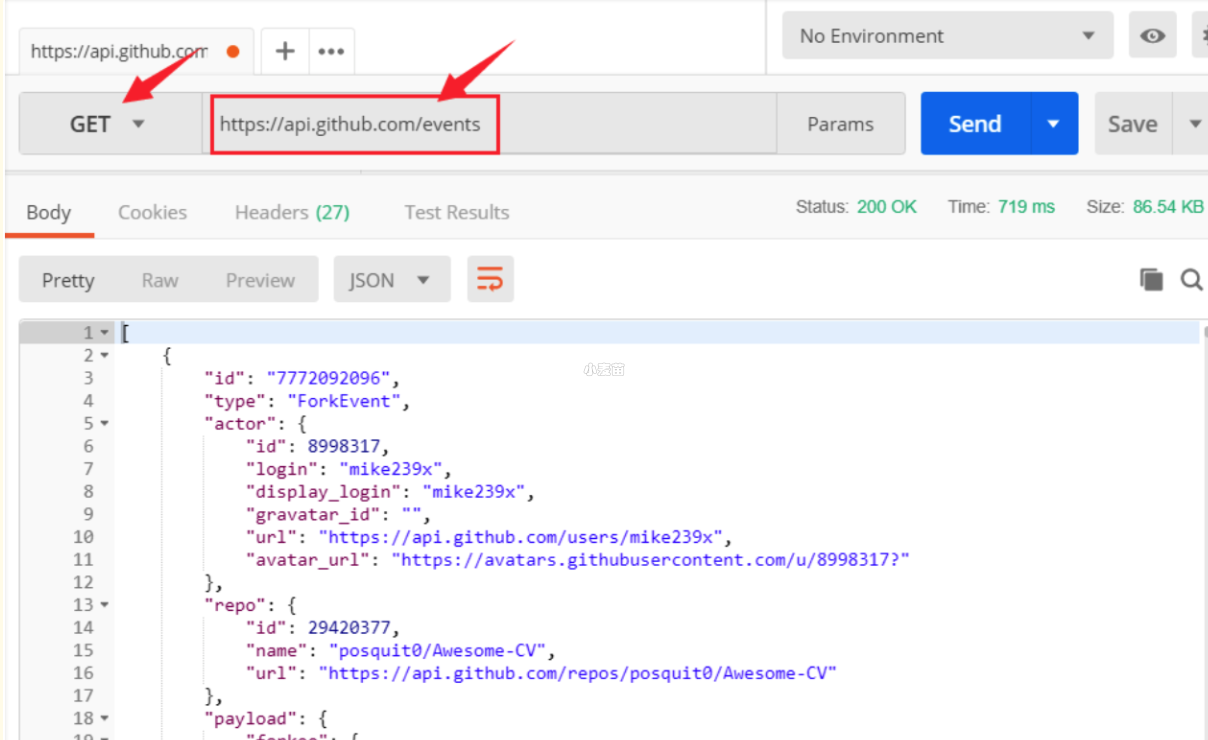 https://api.github.com
No Environment
GET
https://api.github.com/events
Params
Send
Save
Body
Cookies
Headers (27)
Test Results
Status: 200 OK
Time: 719 ms
Size: 86.54 KB
Pretty
Raw
Preview
JSON
1 [
2 {
3 "id": "7772092096",
4 "type": "ForkEvent",
5 "actor": {
6 "id": 8998317,
7 "login": "mike239x",
8 "display_login": "mike239x",
9 "gravatar_id": "",
10 "url": "https://api.github.com/users/mike239x",
11 "avatar_url": "https://avatars.githubusercontent.com/u/8998317?"
12 },
13 "repo": {
14 "id": 29420377,
15 "name": "posquit0/Awesome-CV",
16 "url": "https://api.github.com/repos/posquit0/Awesome-CV"
17 },
18 "payload": {
小麦苗